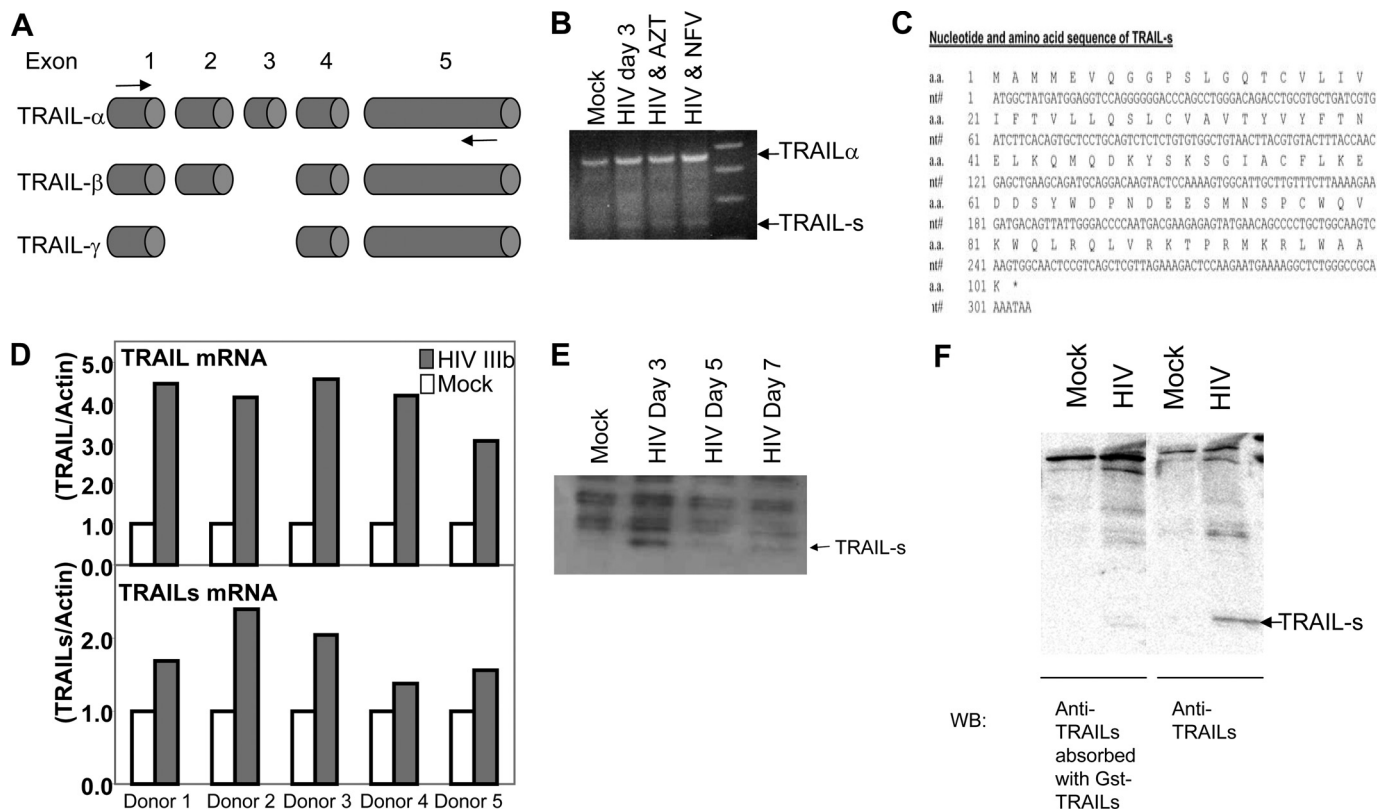 A
Exon 1 2 3 4 5
TRAIL-α
TRAIL-β
TRAIL-γ
B
Mock
HIV day 3
HIV & AZT
HIV & NFV
TRAILα
TRAIL-s
C
Nucleotide and amino acid sequence of TRAIL-s
a.a. 1 M A M M E V Q G G P S L G Q T C V L I V
nt# 1 ATGGCTATGATGGAGGTCCAGGGGGGACCCAGCCTGGGACAGACCTGCGTGCTGATCGTG
a.a. 21 I F T V L L Q S L C V A V T Y V Y F T N
nt# 61 ATCTTCACAGTGCTCCTGCAGTCTCTCTGTGTGGCTGTAACTTACGTGTACTTTACCAAC
a.a. 41 E L K Q M Q D K Y S K S G I A C F L K E
nt# 121 GAGCTGAAGCAGATGCAGGACAAGTACTCCAAAAGTGGCATTGCTTGTTTCTTAAAAGAA
a.a. 61 D D S Y W D P N D E E S M N S P C W Q V
nt# 181 GATGACAGTTATTGGGACCCCAATGACGAAGAGAGTATGAACAGCCCCTGCTGGCAAGTC
a.a. 81 K W Q L R Q L V R K T P R M K R L W A A
nt# 241 AAGTGGCAACTCCGTCAGCTCGTTAGAAAGACTCCAAGAATGAAAAGGCTCTGGGCCGCA
a.a. 101 K *
nt# 301 AAATAA
D
TRAIL mRNA
HIV IIIb
Mock
(TRAIL/Actin)
5.0
4.0
3.0
2.0
1.0
0.0
TRAILs mRNA
(TRAILs/Actin)
2.0
1.0
0.0
Donor 1 Donor 2 Donor 3 Donor 4 Donor 5
E
Mock
HIV Day 3
HIV Day 5
HIV Day 7
TRAIL-s
F
Mock
HIV
Mock
HIV
TRAIL-s
WB:
Anti-
TRAILs
absorbed
with Gst-
TRAILs
Anti-
TRAILs